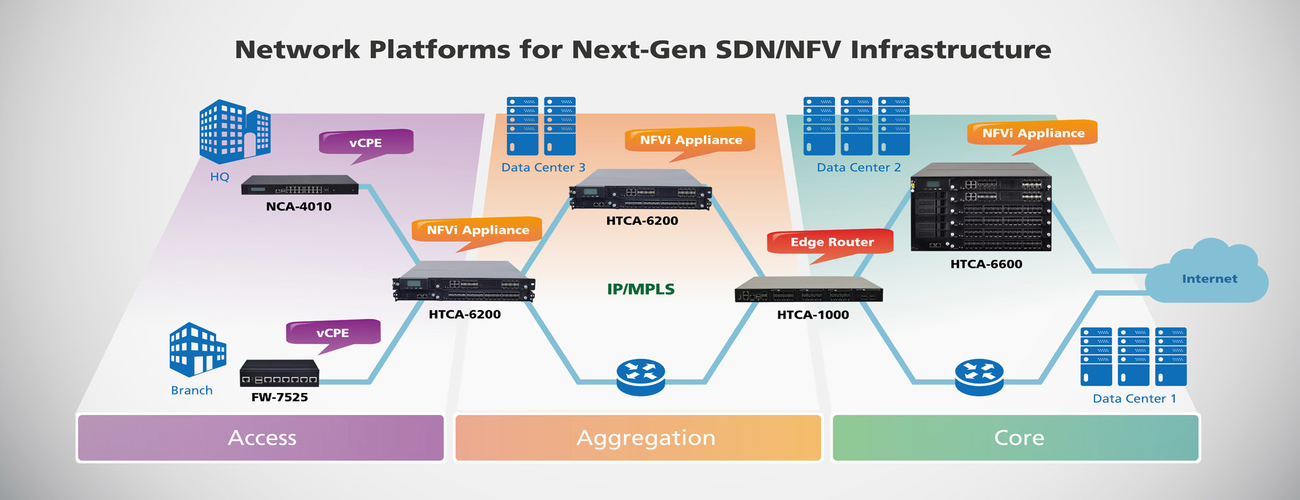 Network Platforms for Next-Gen SDN/NFV Infrastructure
HQ
vCPE
NCA-4010
NFVi Appliance
HTCA-6200
vCPE
Branch
FW-7525
Data Center 3
NFVi Appliance
HTCA-6200
IP/MPLS
Edge Router
HTCA-1000
Data Center 2
NFVi Appliance
HTCA-6600
Internet
Data Center 1
Access
Aggregation
Core